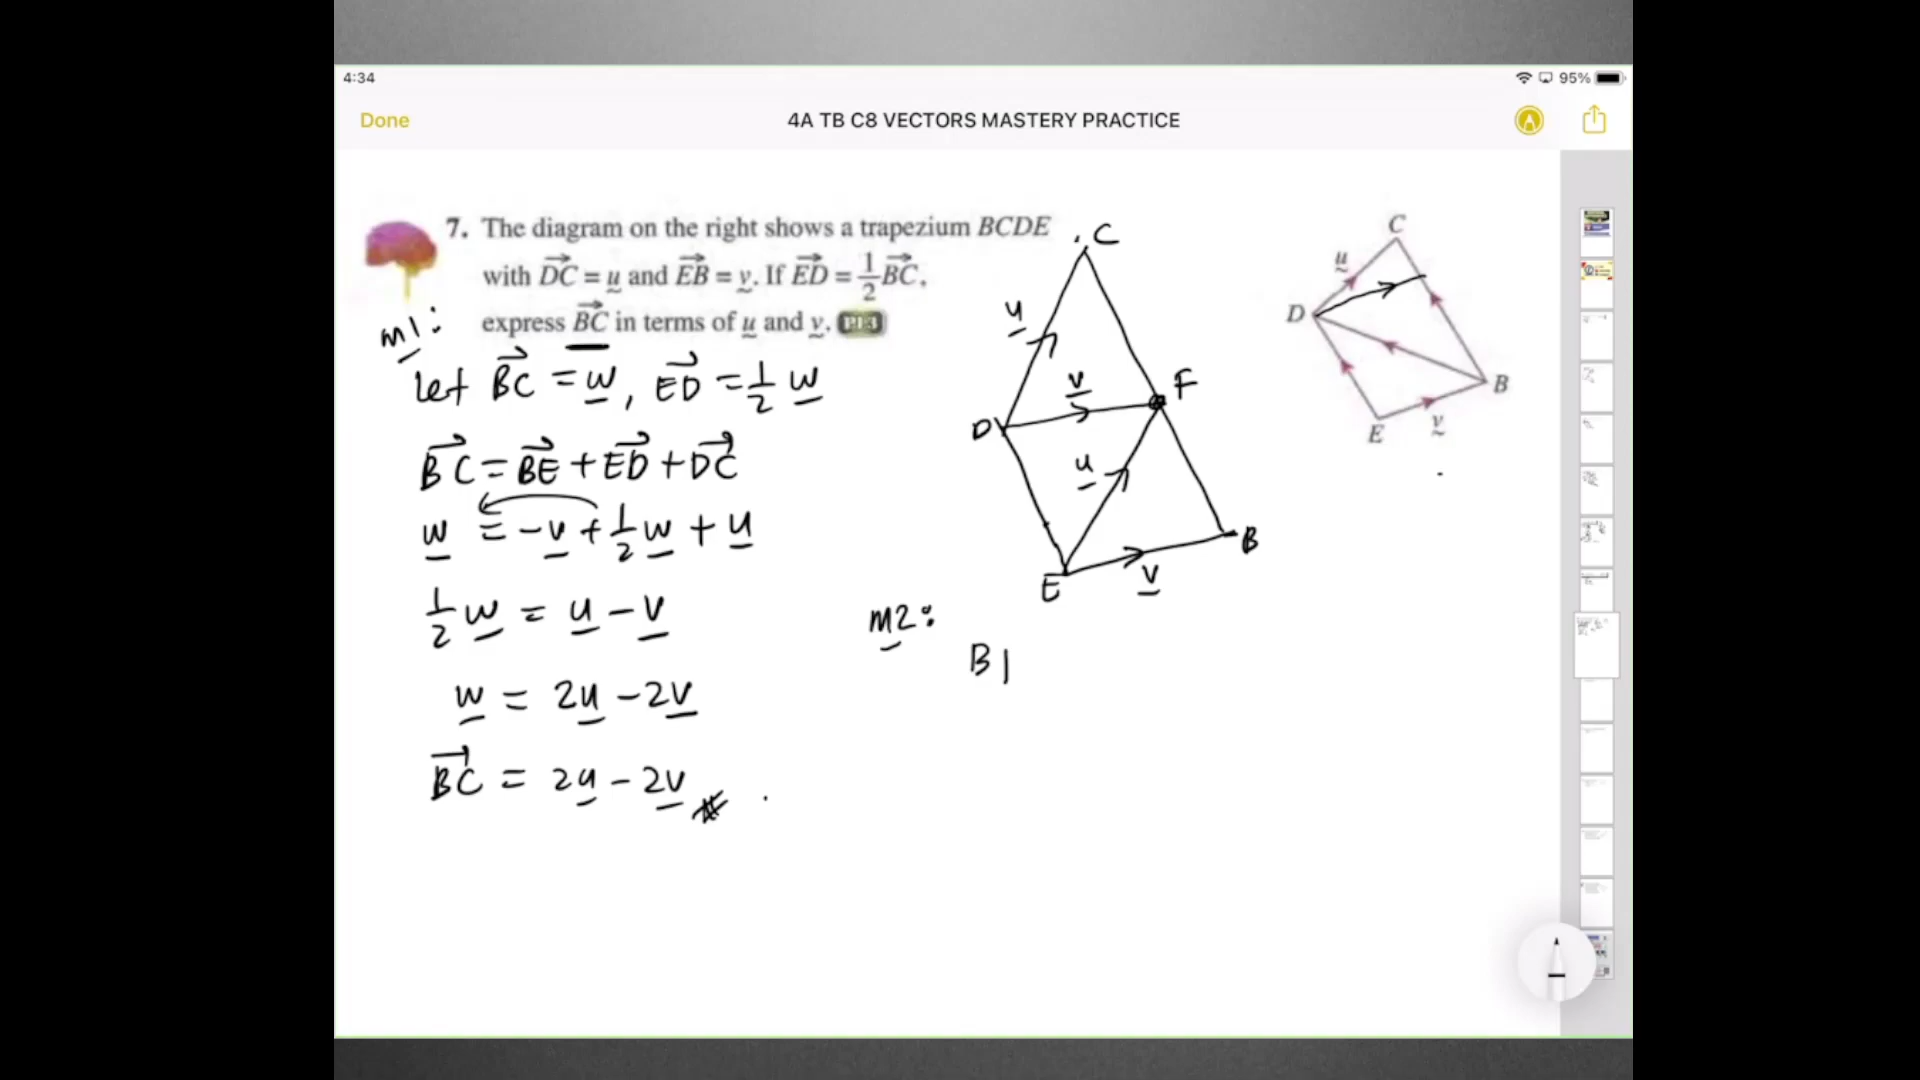 4:34
95%
Done
4A TB C8 VECTORS MASTERY PRACTICE
7. The diagram on the right shows a trapezium BCDE
with DC = u and EB = v. If ED = 1/2 BC,
express BC in terms of u and v. PL3
m1:
let BC = w, ED = 1/2 w
BC = BE + ED + DC
w = -v + 1/2 w + u
1/2 w = u - v
w = 2u - 2v
BC = 2u - 2v
C
u
v
F
D
u
E
v
B
m2:
B
C
u
D
B
E
v